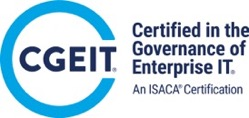 CGEIT®
Certified in the
Governance of
Enterprise IT®
An ISACA® Certification